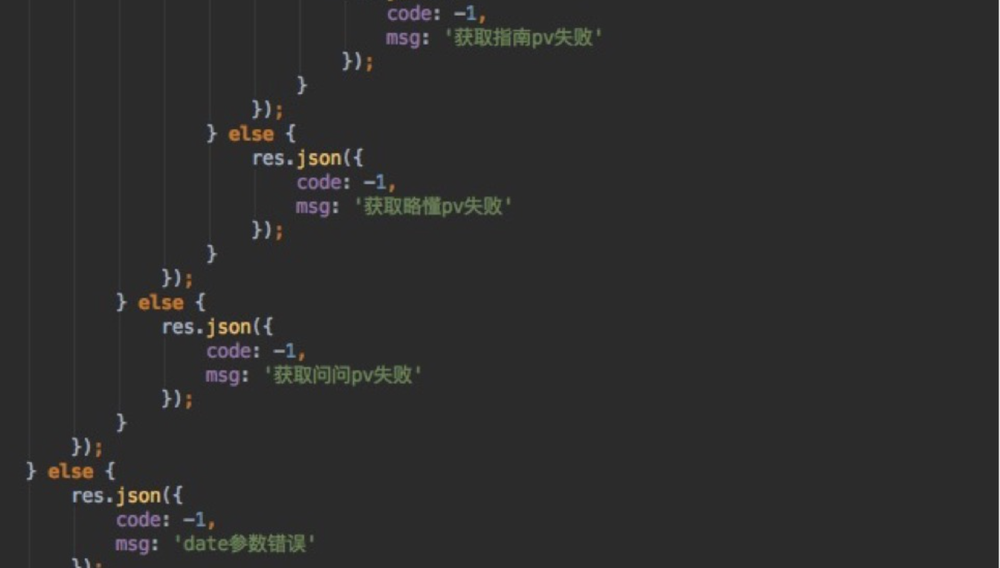 code: -1,
msg: '获取指南pv失败'
});
}
});
} else {
res.json({
code: -1,
msg: '获取略懂pv失败'
});
}
});
} else {
res.json({
code: -1,
msg: '获取问问pv失败'
});
}
});
} else {
res.json({
code: -1,
msg: 'date参数错误'
});